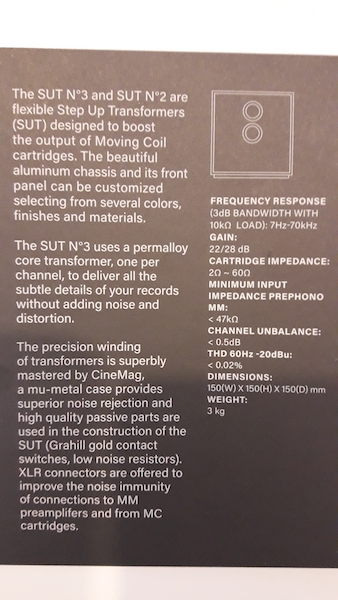 The SUT N°3 and SUT N°2 are
flexible Step Up Transformers
(SUT) designed to boost
the output of Moving Coil
cartridges. The beautiful
aluminum chassis and its front
panel can be customized
selecting from several colors,
finishes and materials.
The SUT N°3 uses a permalloy
core transformer, one per
channel, to deliver all the
subtle details of your records
without adding noise and
distortion.
The precision winding
of transformers is superbly
mastered by CineMag,
a mu-metal case provides
superior noise rejection and
high quality passive parts are
used in the construction of the
SUT (Grahill gold contact
switches, low noise resistors).
XLR connectors are offered to
improve the noise immunity
of connections to MM
preamplifers and from MC
cartridges.
FREQUENCY RESPONSE
(3dB BANDWIDTH WITH
10kΩ LOAD): 7Hz-70kHz
GAIN:
22/28 dB
CARTRIDGE IMPEDANCE:
2Ω ~ 60Ω
MINIMUM INPUT
IMPEDANCE PREPHONO
MM:
< 47kΩ
CHANNEL UNBALANCE:
< 0.5dB
THD 60Hz -20dBu:
< 0.02%
DIMENSIONS:
150(W) X 150(H) X 150(D) mm
WEIGHT:
3 kg